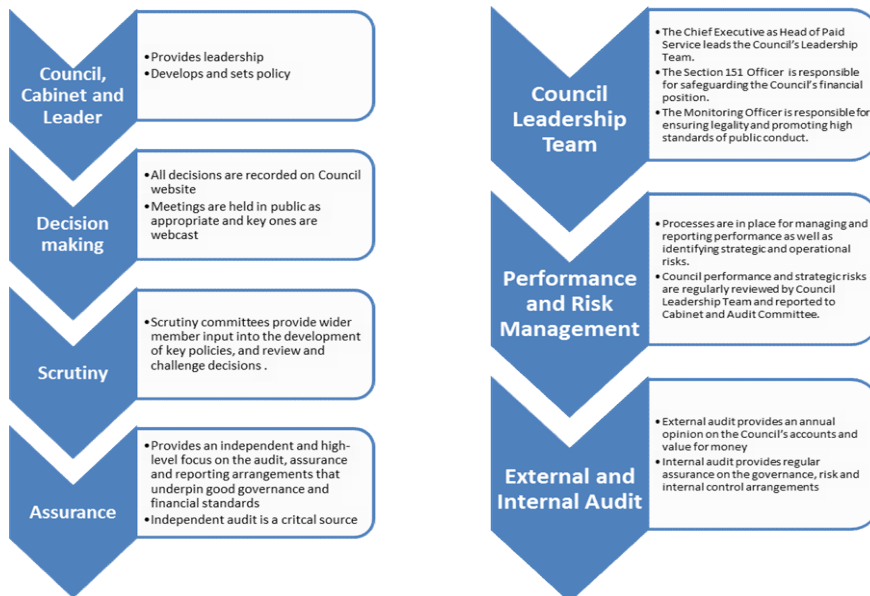 Council,
Cabinet and
Leader
•Provides leadership
•Develops and sets policy
Decision
making
•All decisions are recorded on Council
website
•Meetings are held in public as
appropriate and key ones are
webcast
Scrutiny
•Scrutiny committees provide wider
member input into the development
of key policies, and review and
challenge decisions .
Assurance
•Provides an independent and high-
level focus on the audit, assurance
and reporting arrangements that
underpin good governance and
financial standards
•Independent audit is a critcal source
Council
Leadership
Team
•The Chief Executive as Head of Paid
Service leads the Council's Leadership
Team.
•The Section 151 Officer is responsible
for safeguarding the Council's financial
position.
•The Monitoring Officer is responsible for
ensuring legality and promoting high
standards of public conduct.
Performance
and Risk
Management
•Processes are in place for managing and
reporting performance as well as
identifying strategic and operational
risks.
•Council performance and strategic risks
are regularly reviewed by Council
Leadership Team and reported to
Cabinet and Audit Committee.
External and
Internal Audit
•External audit provides an annual
opinion on the Council's accounts and
value for money
•Internal audit provides regular
assurance on the governance, risk and
internal control arrangements